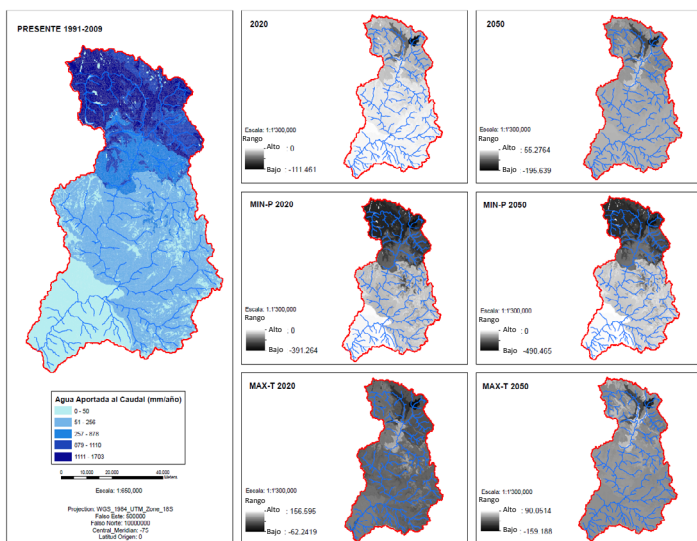 PRESENTE 1991-2009
Agua Aportada al Caudal (mm/año)
0 - 50
51 - 256
257 - 878
879 - 1110
1111 - 1703
10,000
20,000
40,000
Meters
Escala: 1:650,000
Projection: WGS_1984_UTM_Zone_18S
Falso Este: 500000
Falso Norte: 10000000
Central_Meridian: -75
Latitud Origen: 0
2020
Escala: 1:1'300,000
Rango
Alto : 0
Bajo : -111.461
2050
Escala: 1:1'300,000
Rango
Alto : 55.2764
Bajo : -195.639
MIN-P 2020
Escala: 1:1'300,000
Rango
Alto : 0
Bajo : -391.264
MIN-P 2050
Escala: 1:1'300,000
Rango
Alto : 0
Bajo : -490.465
MAX-T 2020
Escala: 1:1'300,000
Rango
Alto : 156.595
Bajo : -62.2419
MAX-T 2050
Escala: 1:1'300,000
Rango
Alto : 90.0514
Bajo : -159.188